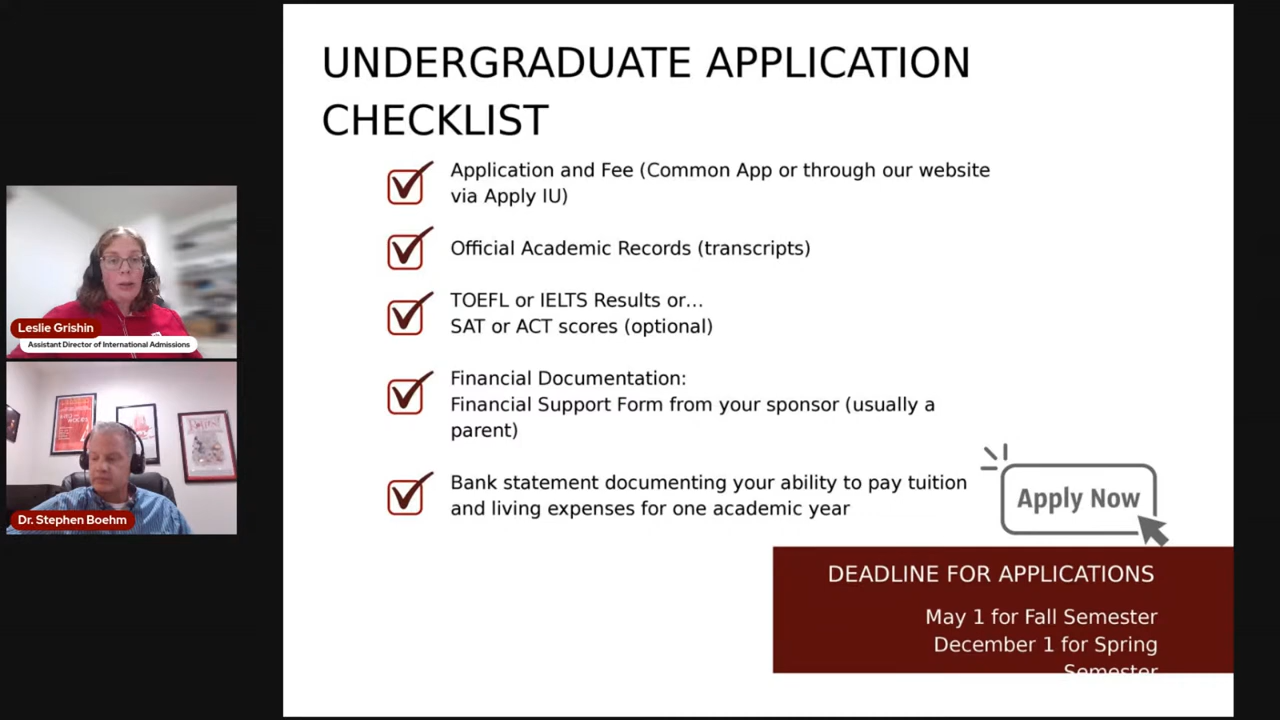 UNDERGRADUATE APPLICATION
CHECKLIST
Application and Fee (Common App or through our website
via Apply IU)
Official Academic Records (transcripts)
TOEFL or IELTS Results or...
SAT or ACT scores (optional)
Financial Documentation:
Financial Support Form from your sponsor (usually a
parent)
Bank statement documenting your ability to pay tuition
and living expenses for one academic year
Apply Now
DEADLINE FOR APPLICATIONS
May 1 for Fall Semester
December 1 for Spring
Semester
Leslie Grishin
Assistant Director of International Admissions
Dr. Stephen Boehm